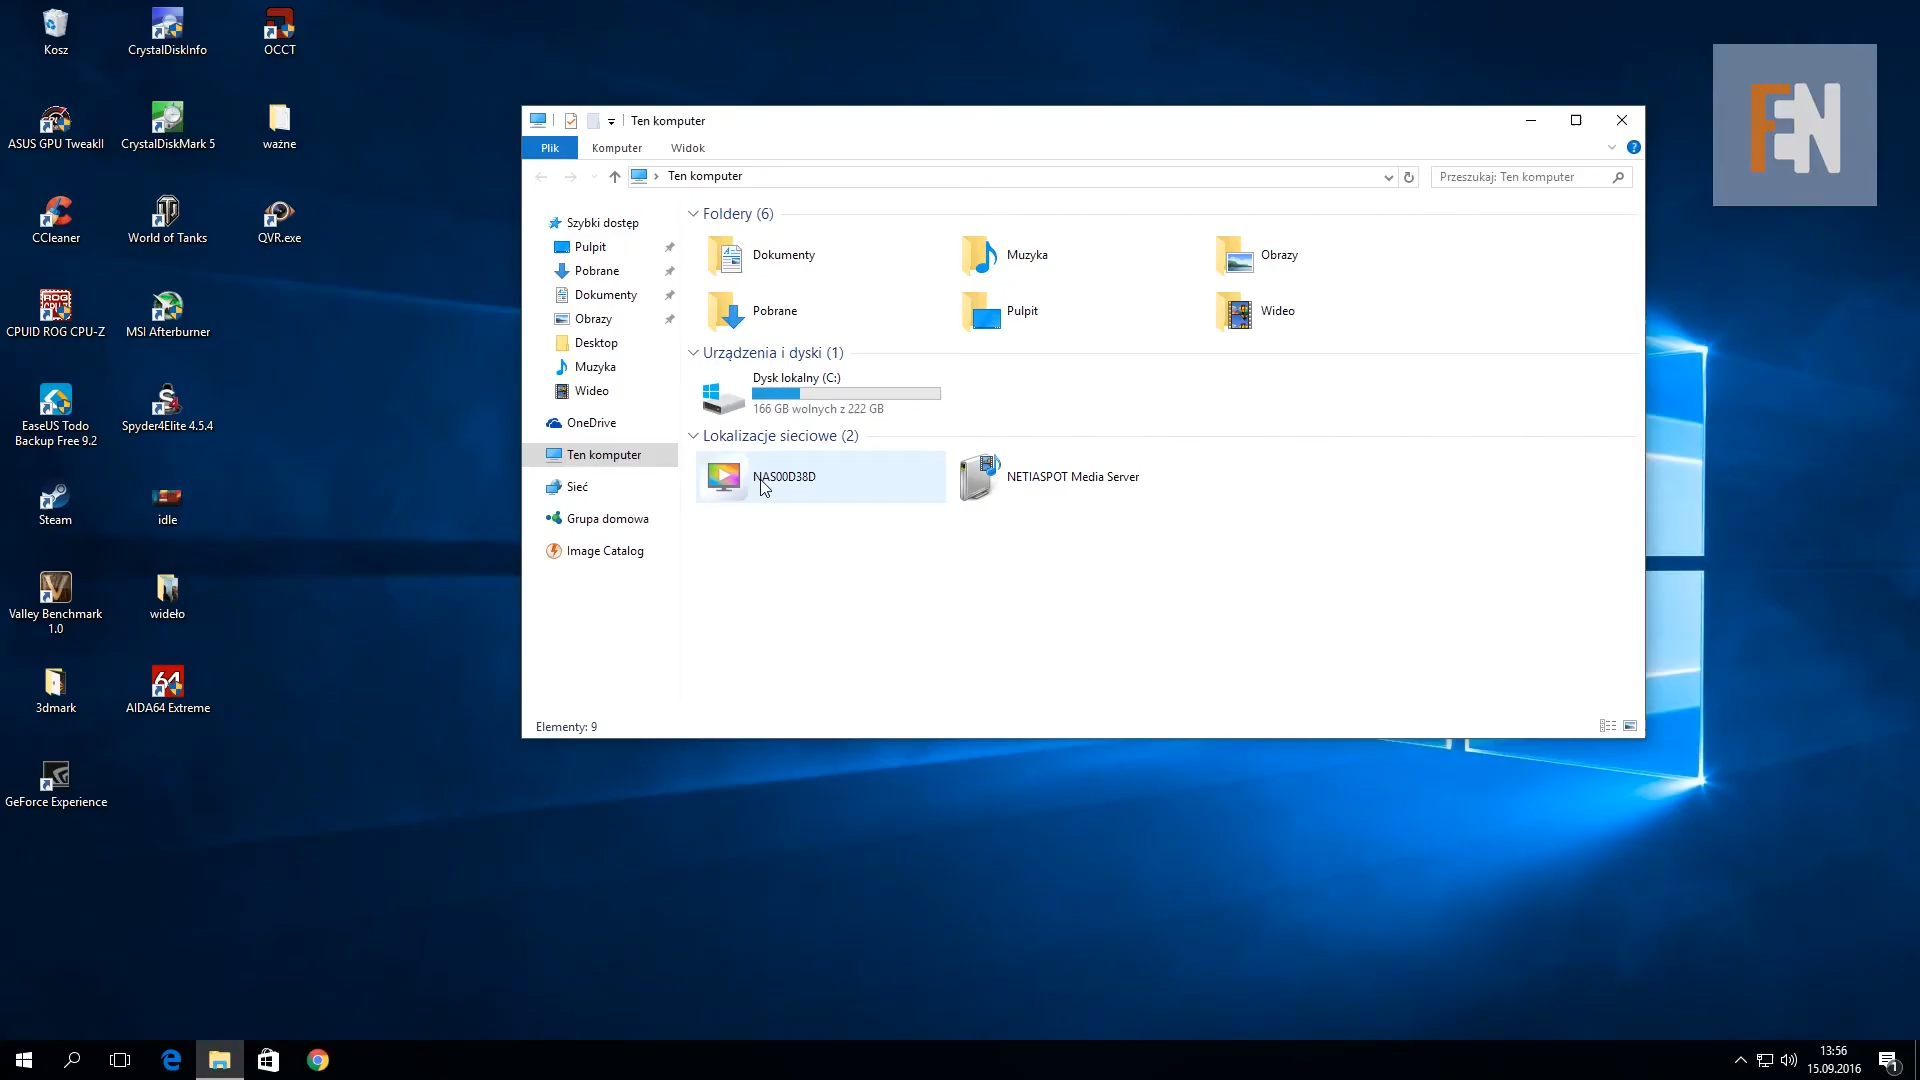 Kosz
CrystalDiskInfo
OCCT
ASUS GPU TweakII
CrystalDiskMark 5
ważne
CCleaner
World of Tanks
QVR.exe
CPUID ROG CPU-Z
MSI Afterburner
EaseUS Todo
Backup Free 9.2
Spyder4Elite 4.5.4
Steam
idle
Valley Benchmark
1.0
wideło
3dmark
AIDA64 Extreme
GeForce Experience
Ten komputer
Plik
Komputer
Widok
Ten komputer
Przeszukaj: Ten komputer
Szybki dostęp
Pulpit
Pobrane
Dokumenty
Obrazy
Desktop
Muzyka
Wideo
OneDrive
Ten komputer
Sieć
Grupa domowa
Image Catalog
Foldery (6)
Dokumenty
Muzyka
Obrazy
Pobrane
Pulpit
Wideo
Urządzenia i dyski (1)
Dysk lokalny (C:)
166 GB wolnych z 222 GB
Lokalizacje sieciowe (2)
NAS00D38D
NETIASPOT Media Server
Elementy: 9
FEN
13:56
15.09.2016
1